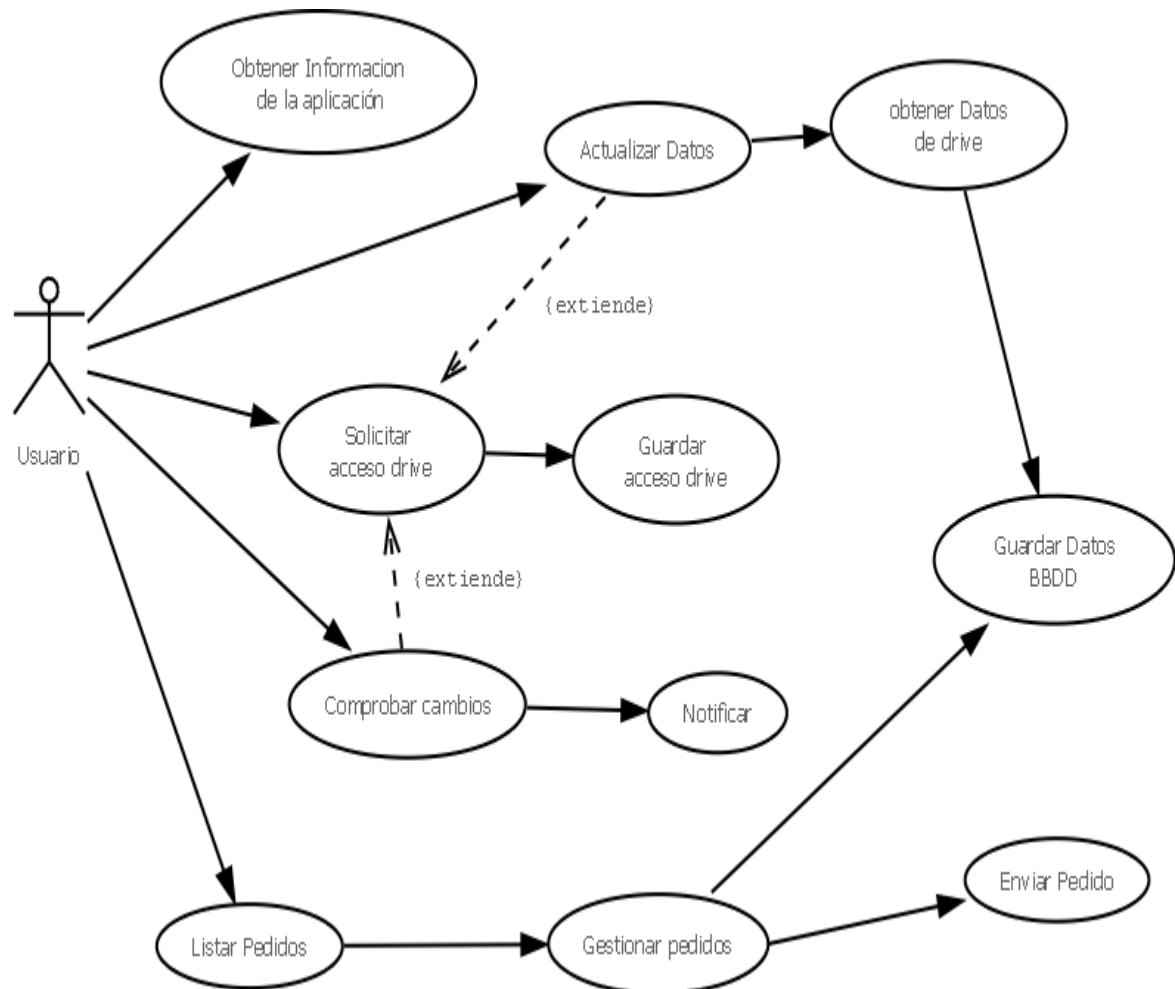 Obtener Informacion
de la aplicación
Actualizar Datos
obtener Datos
de drive
{extiende}
Usuario
Solicitar
acceso drive
Guardar
acceso drive
Guardar Datos
BBDD
{extiende}
Comprobar cambios
Notificar
Enviar Pedido
Listar Pedidos
Gestionar pedidos